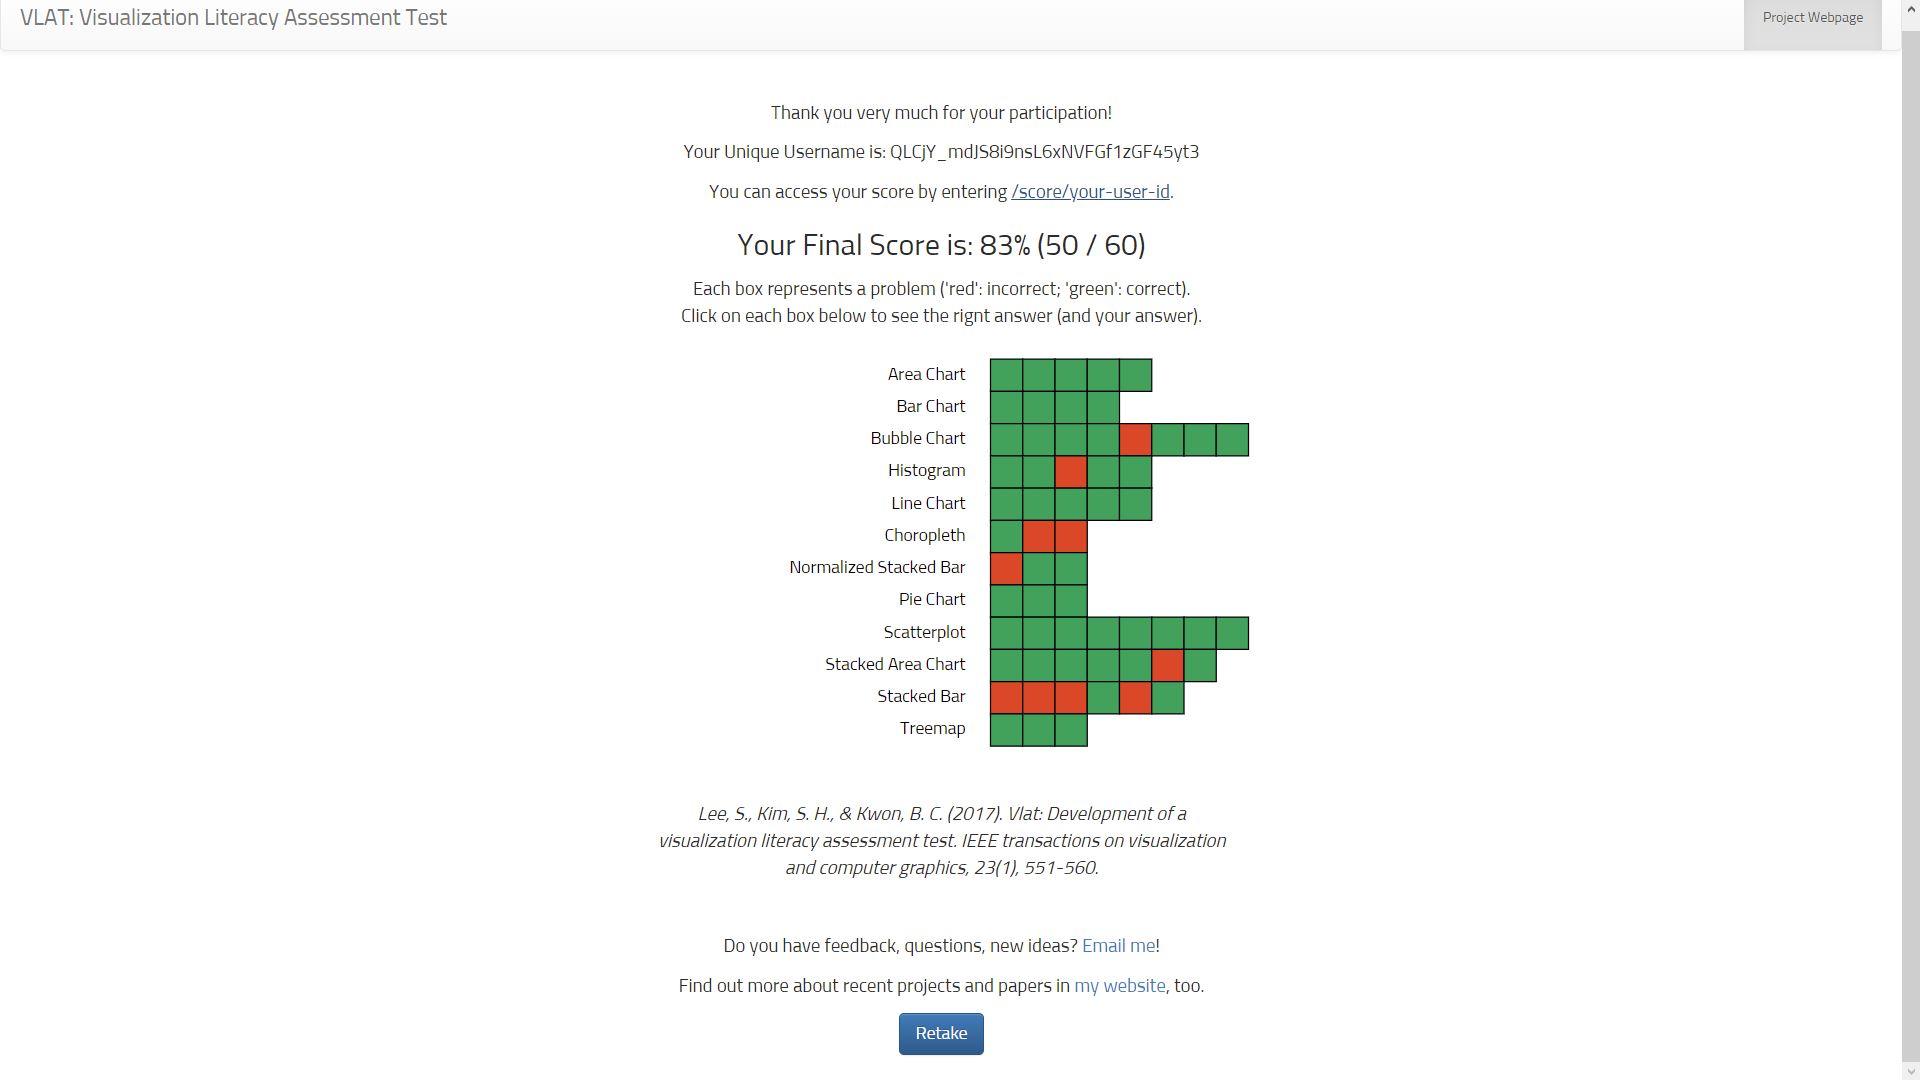 VLAT: Visualization Literacy Assessment Test
Project Webpage
Thank you very much for your participation!
Your Unique Username is: QLCjY_mdJS8i9nsL6xNVFGf1zGF45yt3
You can access your score by entering /score/your-user-id.
Your Final Score is: 83% (50 / 60)
Each box represents a problem ('red': incorrect; 'green': correct).
Click on each box below to see the rignt answer (and your answer).
Area Chart
Bar Chart
Bubble Chart
Histogram
Line Chart
Choropleth
Normalized Stacked Bar
Pie Chart
Scatterplot
Stacked Area Chart
Stacked Bar
Treemap
Lee, S., Kim, S. H., & Kwon, B. C. (2017). Vlat: Development of a
visualization literacy assessment test. IEEE transactions on visualization
and computer graphics, 23(1), 551-560.
Do you have feedback, questions, new ideas? Email me!
Find out more about recent projects and papers in my website, too.
Retake